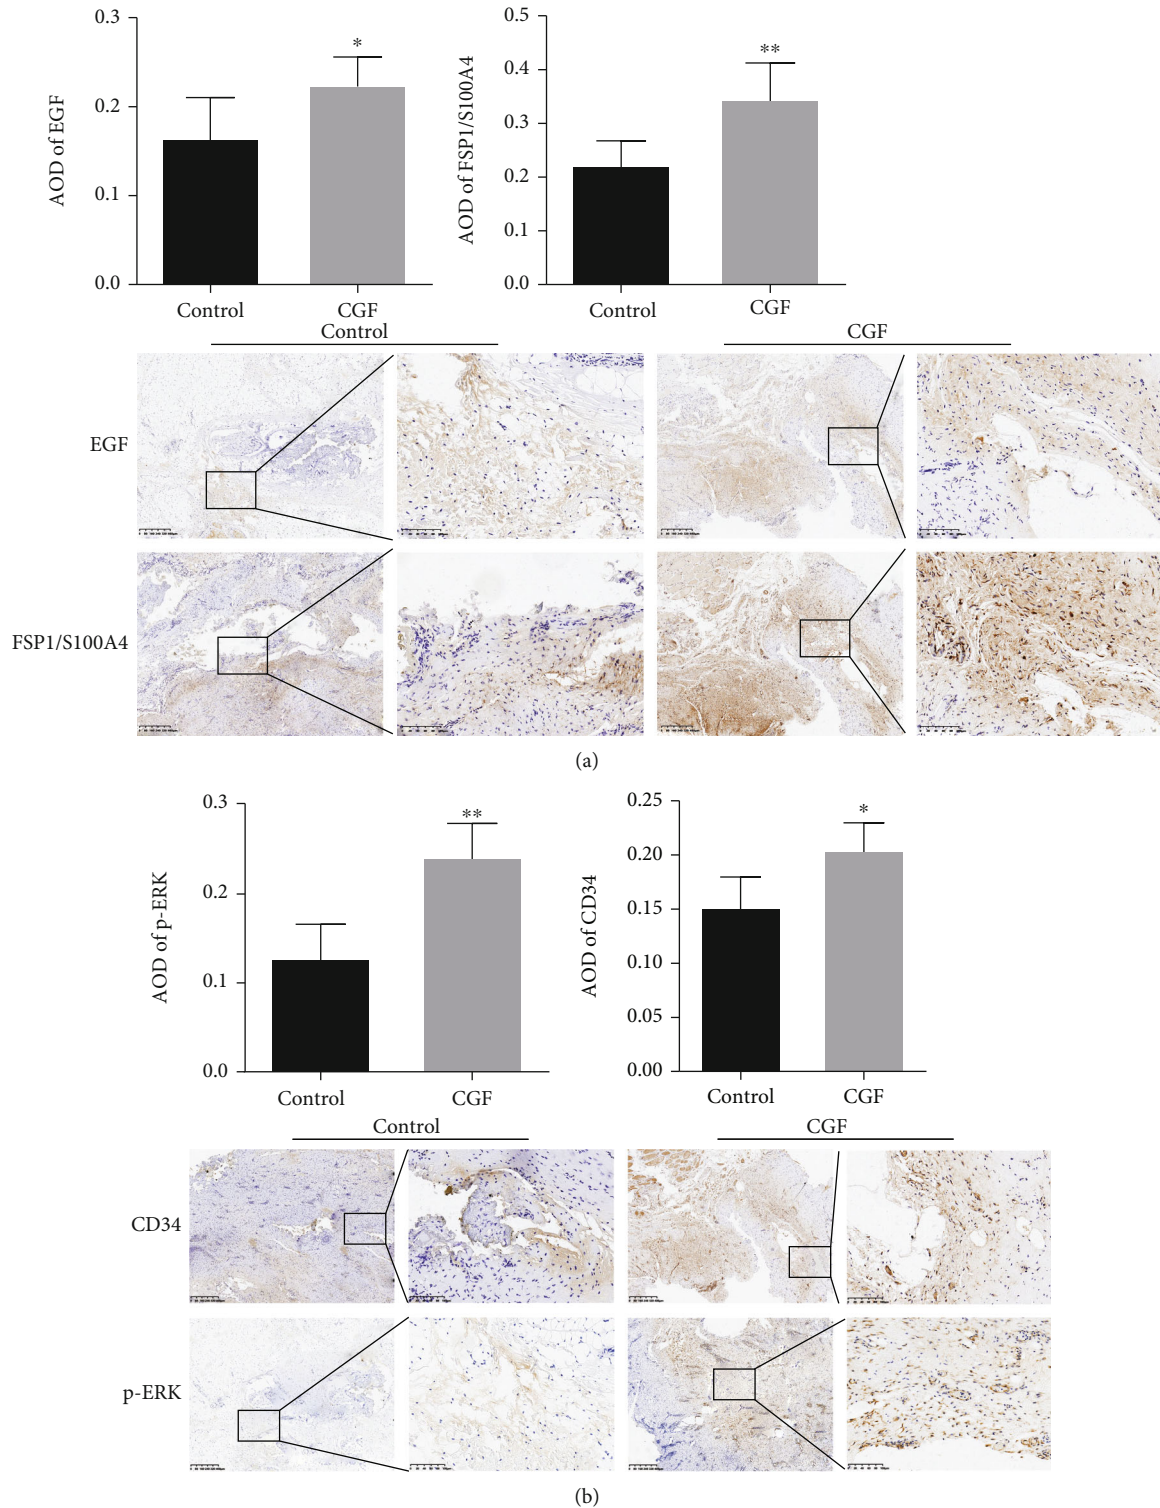 0.3
0.2
0.1
0.0
AOD of EGF
*
Control
CGF
0.5
0.4
0.3
0.2
0.1
0.0
AOD of FSP1/S100A4
**
Control
CGF
Control
CGF
EGF
FSP1/S100A4
(a)
0.3
0.2
0.1
0.0
AOD of p-ERK
**
Control
CGF
0.25
0.20
0.15
0.10
0.05
0.00
AOD of CD34
*
Control
CGF
Control
CGF
CD34
p-ERK
(b)